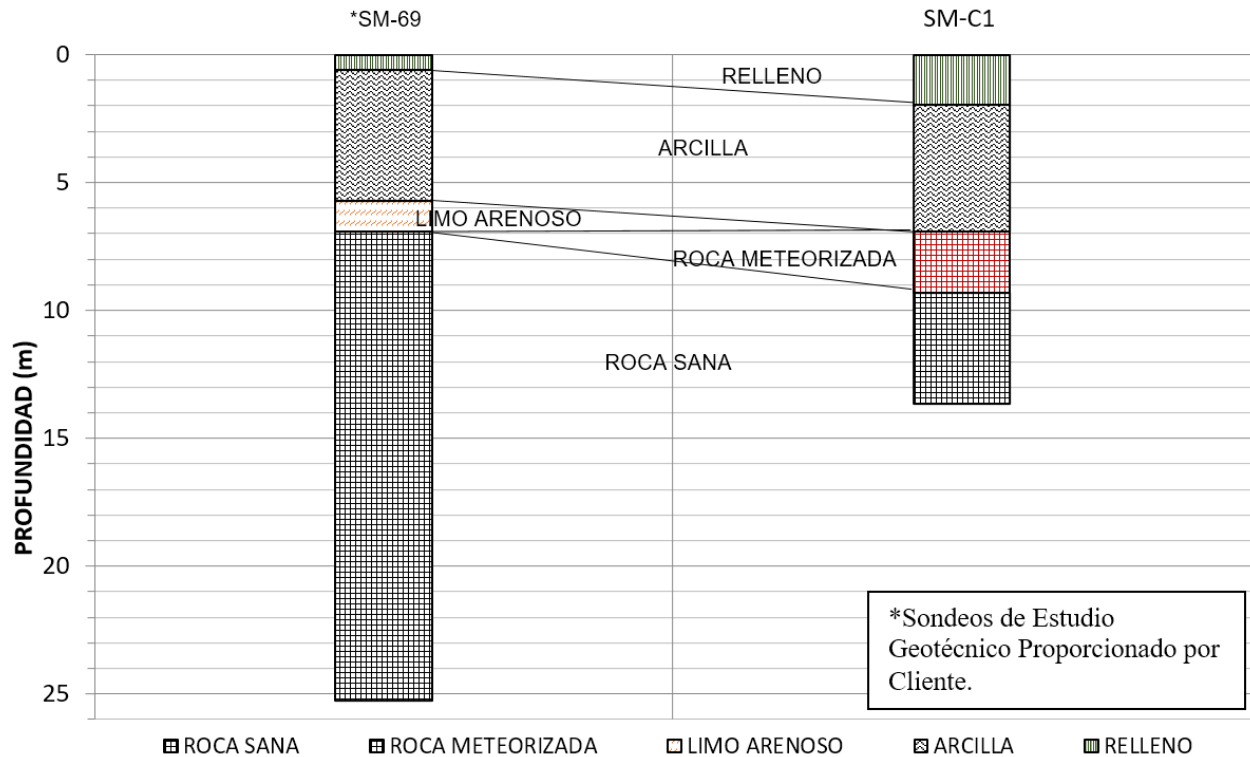 *SM-69
SM-C1
0
RELLENO
ARCILLA
5
LIMO ARENOSO
ROCA METEORIZADA
10
ROCA SANA
PROFUNDIDAD (m)
15
20
*Sondeos de Estudio
Geotécnico Proporcionado por
Cliente.
25
ROCA SANA
ROCA METEORIZADA
LIMO ARENOSO
ARCILLA
RELLENO